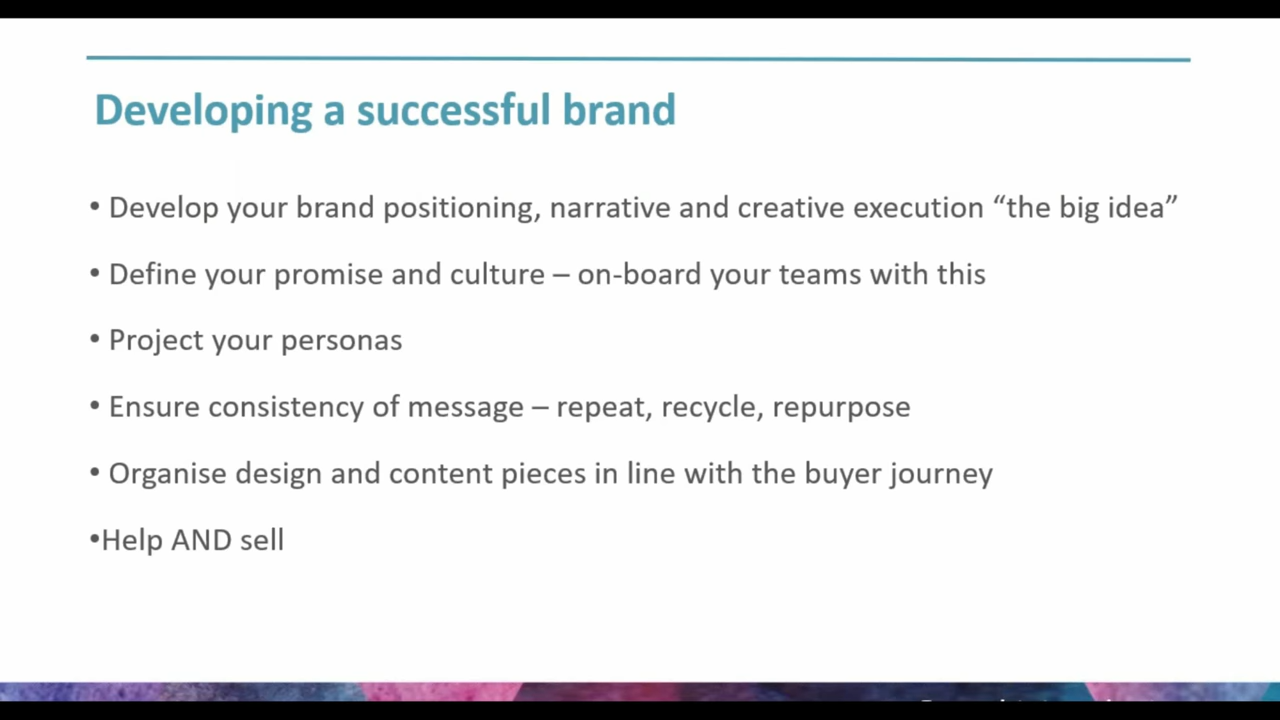 Developing a successful brand
• Develop your brand positioning, narrative and creative execution “the big idea”
• Define your promise and culture – on-board your teams with this
• Project your personas
• Ensure consistency of message – repeat, recycle, repurpose
• Organise design and content pieces in line with the buyer journey
•Help AND sell